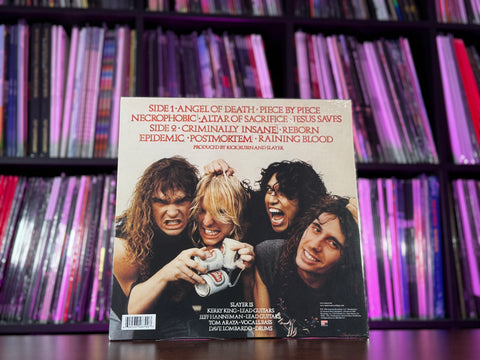 SIDE 1 · ANGEL OF DEATH · PIECE BY PIECE
NECROPHOBIC · ALTAR OF SACRIFICE · JESUS SAVES
SIDE 2 · CRIMINALLY INSANE · REBORN
EPIDEMIC · POSTMORTEM · RAINING BLOOD
PRODUCED BY RICK RUBIN AND SLAYER
SLAYER IS
KERRY KING · LEAD GUITARS
JEFF HANNEMAN · LEAD GUITARS
TOM ARAYA · VOCALS, BASS
DAVE LOMBARDO · DRUMS